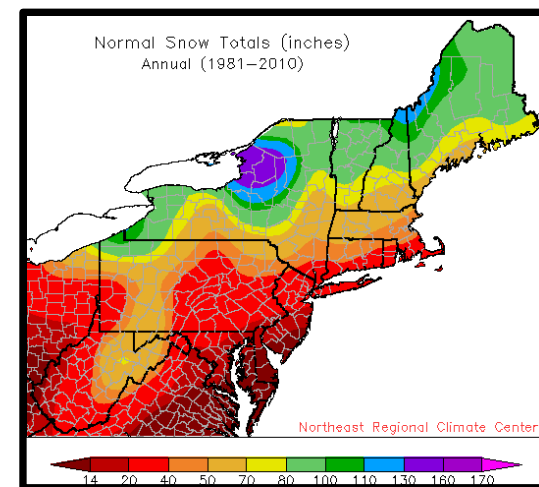 Normal Snow Totals (inches)
Annual (1981–2010)
Northeast Regional Climate Center
14 20 40 50 70 80 100 110 130 160 170